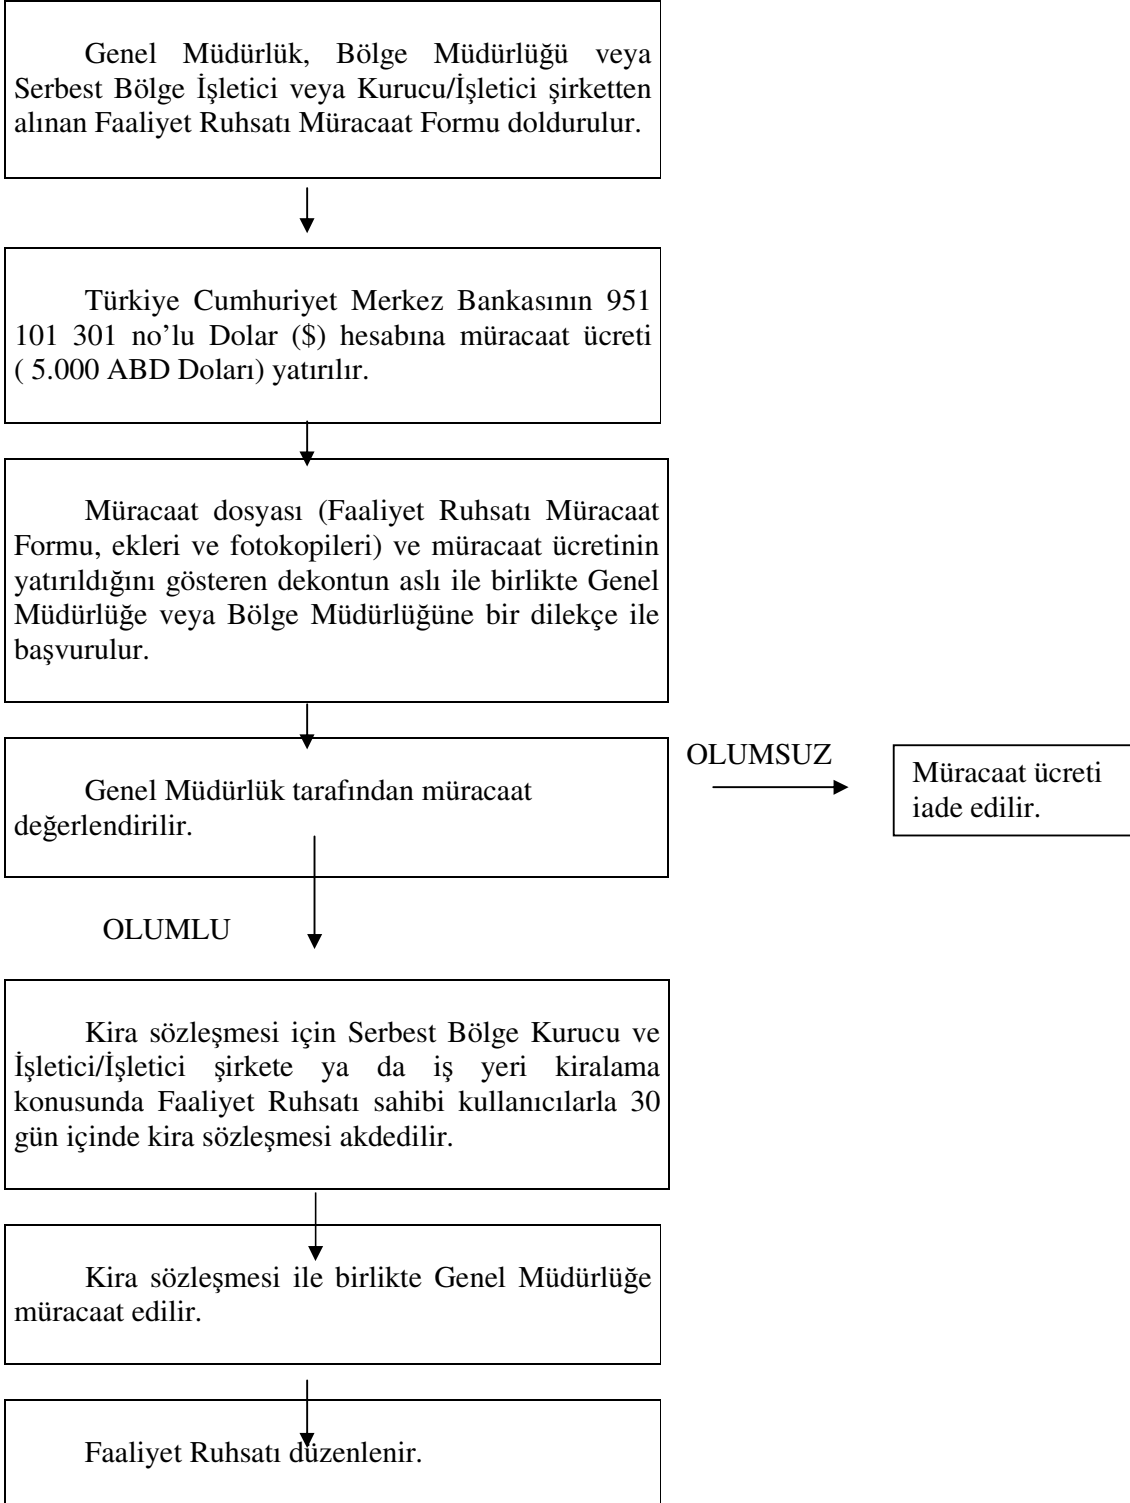 Genel Müdürlük, Bölge Müdürlüğü veya
Serbest Bölge İşletici veya Kurucu/İşletici şirketten
alınan Faaliyet Ruhsatı Müracaat Formu doldurulur.
Türkiye Cumhuriyet Merkez Bankasının 951
101 301 no’lu Dolar ($) hesabına müracaat ücreti
( 5.000 ABD Doları) yatırılır.
Müracaat dosyası (Faaliyet Ruhsatı Müracaat
Formu, ekleri ve fotokopileri) ve müracaat ücretinin
yatırıldığını gösteren dekontun aslı ile birlikte Genel
Müdürlüğe veya Bölge Müdürlüğüne bir dilekçe ile
başvurulur.
Genel Müdürlük tarafından müracaat
değerlendirilir.
OLUMSUZ
Müracaat ücreti
iade edilir.
OLUMLU
Kira sözleşmesi için Serbest Bölge Kurucu ve
İşletici/İşletici şirkete ya da iş yeri kiralama
konusunda Faaliyet Ruhsatı sahibi kullanıcılarla 30
gün içinde kira sözleşmesi akdedilir.
Kira sözleşmesi ile birlikte Genel Müdürlüğe
müracaat edilir.
Faaliyet Ruhsatı düzenlenir.